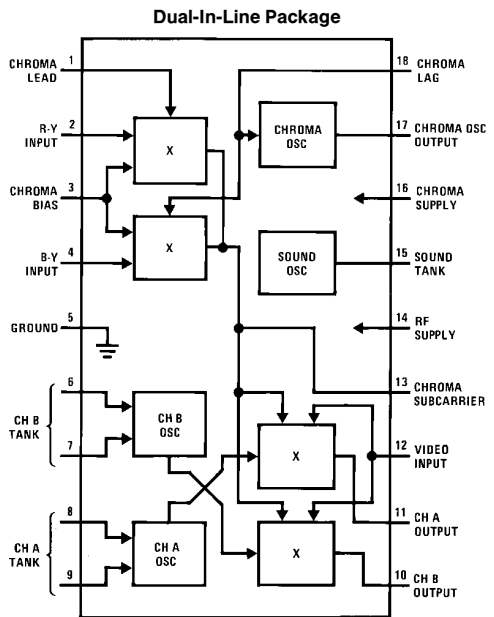 Dual-In-Line Package
CHROMA LEAD
1
R-Y INPUT
2
CHROMA BIAS
3
B-Y INPUT
4
GROUND
5
CH B TANK
6
7
CH A TANK
8
9
X
X
CHROMA OSC
SOUND OSC
CH B OSC
CH A OSC
X
X
18
CHROMA LAG
17
CHROMA OSC OUTPUT
16
CHROMA SUPPLY
15
SOUND TANK
14
RF SUPPLY
13
CHROMA SUBCARRIER
12
VIDEO INPUT
11
CH A OUTPUT
10
CH B OUTPUT